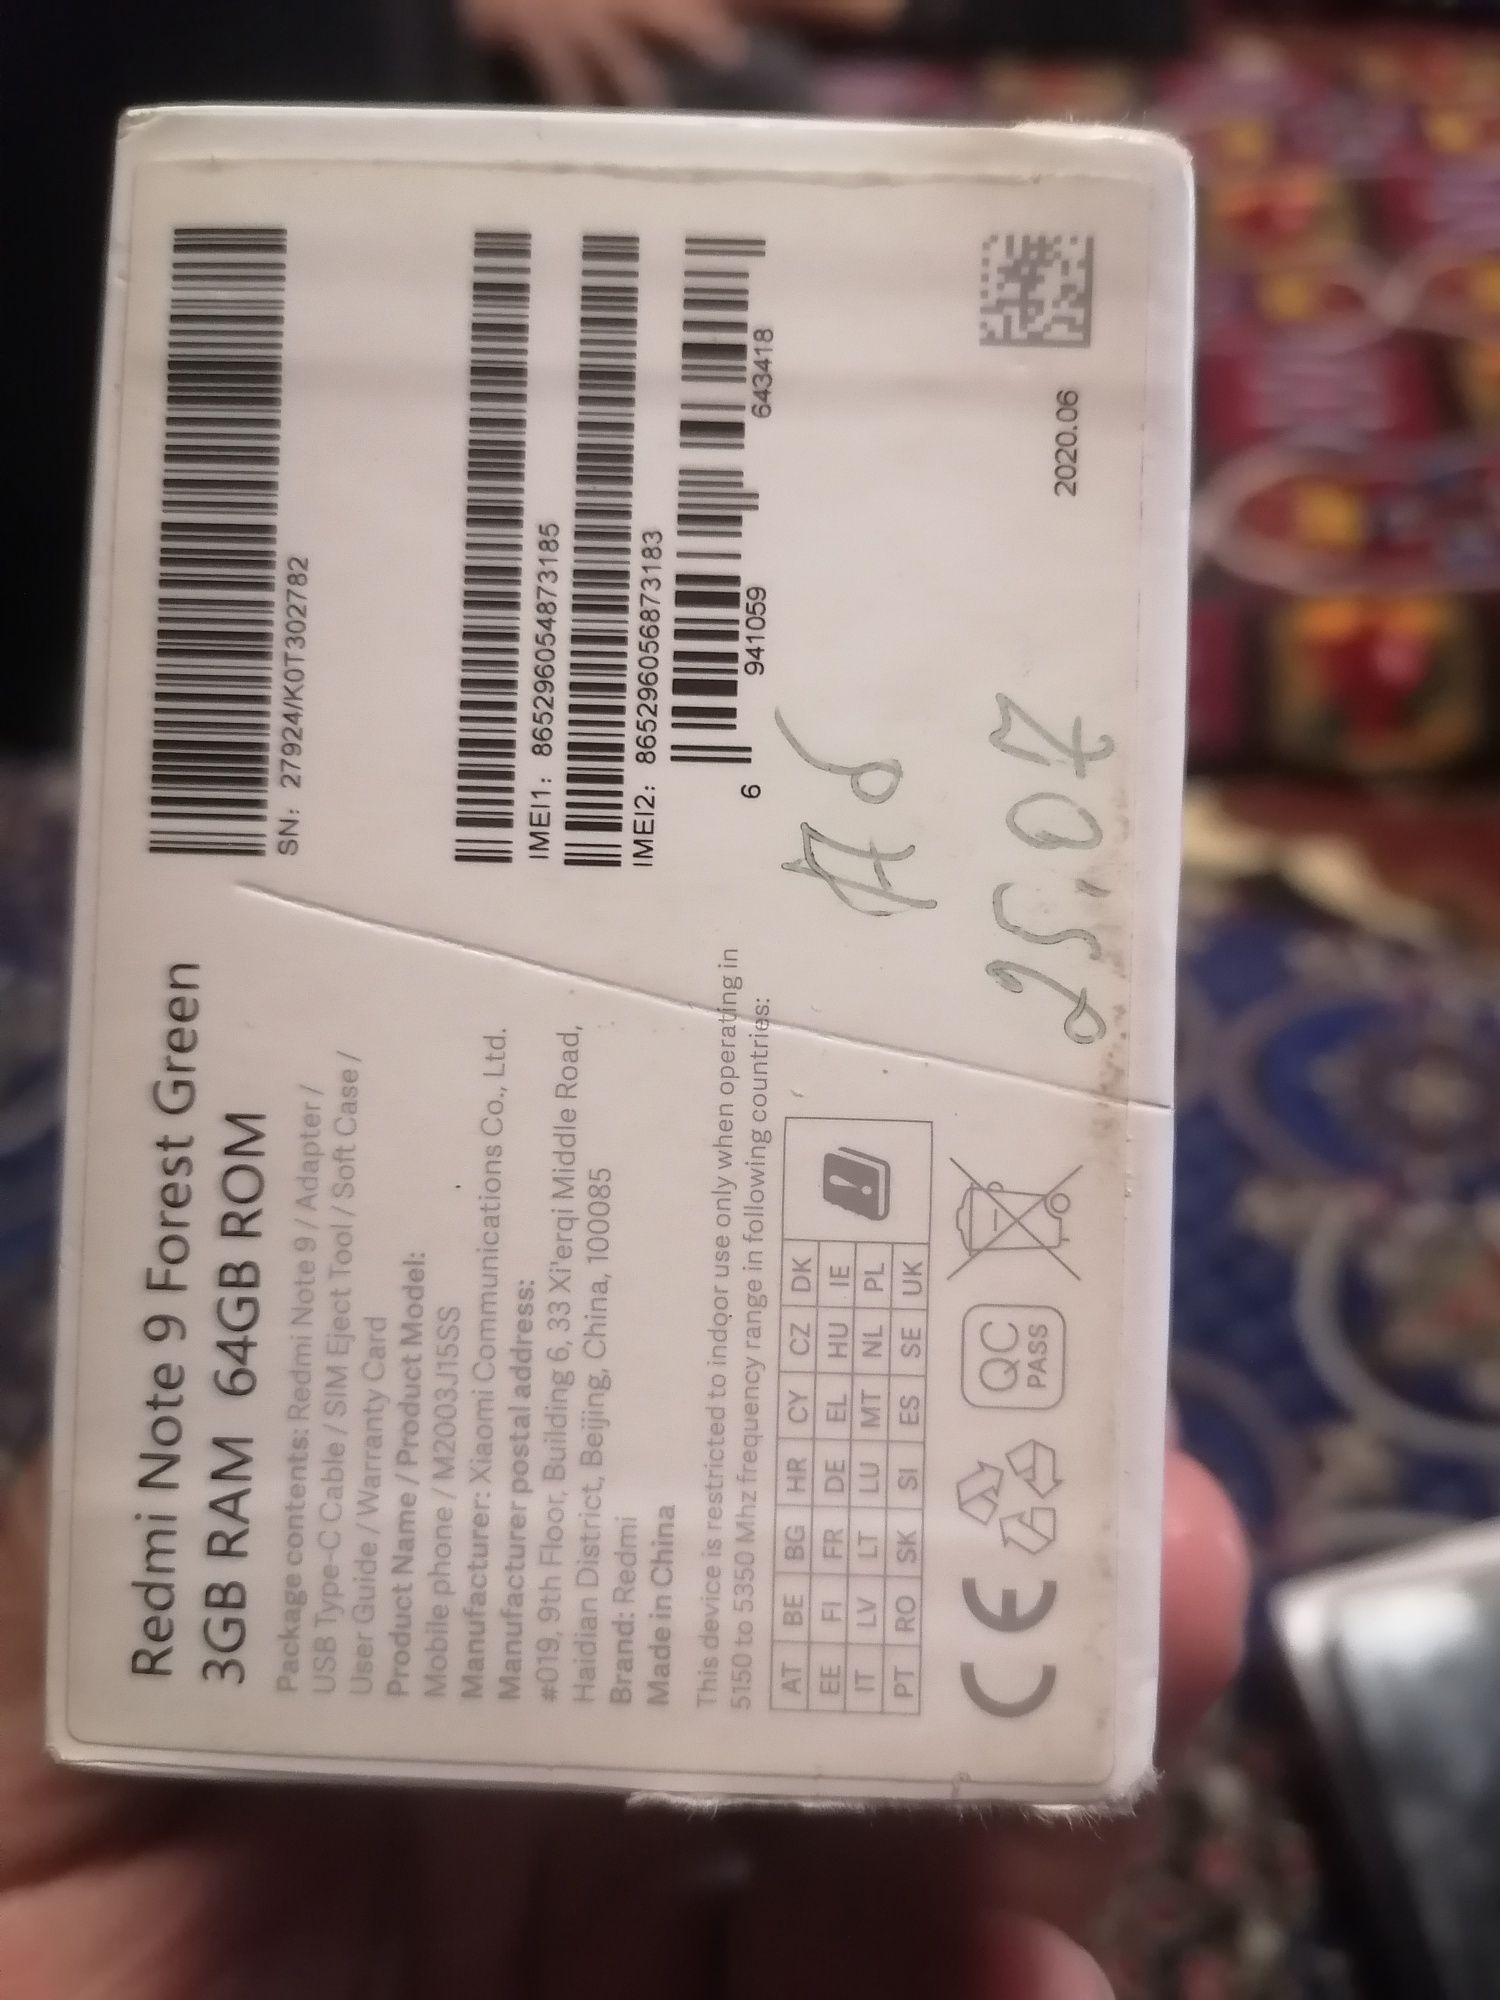 Redmi Note 9 Forest Green
3GB RAM 64GB ROM
Package contents: Redmi Note 9 / Adapter /
USB Type-C Cable / SIM Eject Tool / Soft Case /
User Guide / Warranty Card
Product Name / Product Model:
Mobile phone / M2003J15SS
Manufacturer: Xiaomi Communications Co., Ltd.
Manufacturer postal address:
#019, 9th Floor, Building 6, 33 Xi'erqi Middle Road,
Haidian District, Beijing, China, 100085
Brand: Redmi
Made in China
This device is restricted to indoor use only when operating in
5150 to 5350 Mhz frequency range in following countries:
AT BE BG HR CY CZ DK
EE FI FR DE EL HU IE
IT LV LT LU MT NL PL
PT RO SK SI ES SE UK
CE
QC
PASS
SN: 27924/K0T302782
IMEI1: 865296054873185
IMEI2: 865296056873183
6 941059 643418
2020.06
25.07